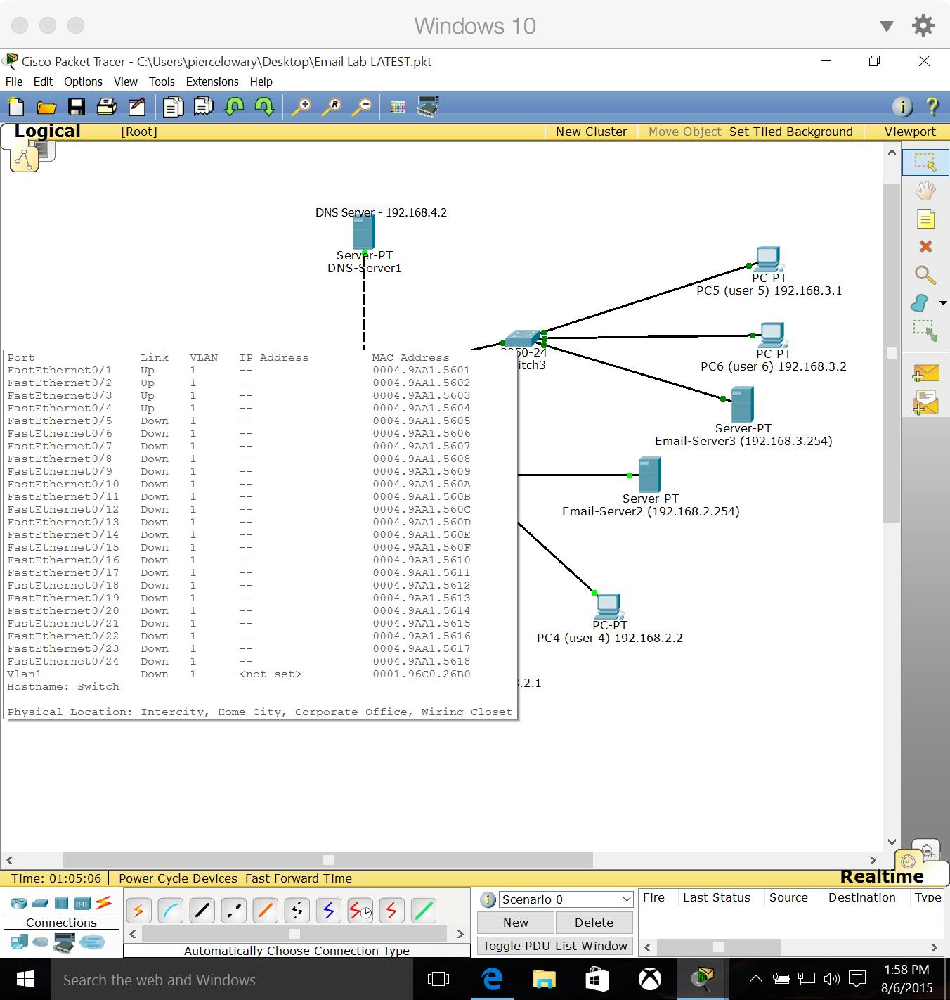 Windows 10
Cisco Packet Tracer - C:\Users\piercelowary\Desktop\Email Lab LATEST.pkt
File Edit Options View Tools Extensions Help
Logical [Root] New Cluster Move Object Set Tiled Background Viewport
DNS Server - 192.168.4.2
Server-PT
DNS-Server1
PC-PT
PC5 (user 5) 192.168.3.1
50-24
itch3
PC-PT
PC6 (user 6) 192.168.3.2
Server-PT
Email-Server3 (192.168.3.254)
Server-PT
Email-Server2 (192.168.2.254)
PC-PT
PC4 (user 4) 192.168.2.2
.2.1
Port Link VLAN IP Address MAC Address
FastEthernet0/1 Up 1 -- 0004.9AA1.5601
FastEthernet0/2 Up 1 -- 0004.9AA1.5602
FastEthernet0/3 Up 1 -- 0004.9AA1.5603
FastEthernet0/4 Up 1 -- 0004.9AA1.5604
FastEthernet0/5 Down 1 -- 0004.9AA1.5605
FastEthernet0/6 Down 1 -- 0004.9AA1.5606
FastEthernet0/7 Down 1 -- 0004.9AA1.5607
FastEthernet0/8 Down 1 -- 0004.9AA1.5608
FastEthernet0/9 Down 1 -- 0004.9AA1.5609
FastEthernet0/10 Down 1 -- 0004.9AA1.560A
FastEthernet0/11 Down 1 -- 0004.9AA1.560B
FastEthernet0/12 Down 1 -- 0004.9AA1.560C
FastEthernet0/13 Down 1 -- 0004.9AA1.560D
FastEthernet0/14 Down 1 -- 0004.9AA1.560E
FastEthernet0/15 Down 1 -- 0004.9AA1.560F
FastEthernet0/16 Down 1 -- 0004.9AA1.5610
FastEthernet0/17 Down 1 -- 0004.9AA1.5611
FastEthernet0/18 Down 1 -- 0004.9AA1.5612
FastEthernet0/19 Down 1 -- 0004.9AA1.5613
FastEthernet0/20 Down 1 -- 0004.9AA1.5614
FastEthernet0/21 Down 1 -- 0004.9AA1.5615
FastEthernet0/22 Down 1 -- 0004.9AA1.5616
FastEthernet0/23 Down 1 -- 0004.9AA1.5617
FastEthernet0/24 Down 1 -- 0004.9AA1.5618
Vlan1 Down 1 <not set> 0001.96C0.26B0
Hostname: Switch
Physical Location: Intercity, Home City, Corporate Office, Wiring Closet
Time: 01:05:06 Power Cycle Devices Fast Forward Time Realtime
Connections
Automatically Choose Connection Type
Scenario 0
New Delete
Toggle PDU List Window
Fire Last Status Source Destination Type
Search the web and Windows
1:58 PM
8/6/2015